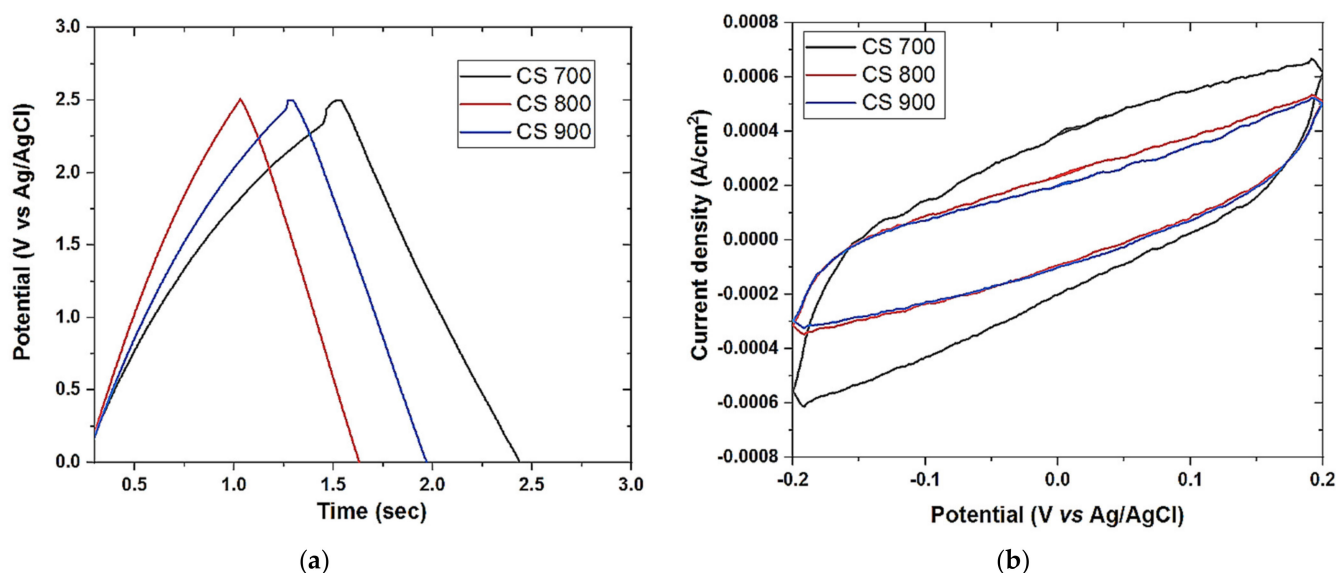 3.0
2.5
2.0
1.5
1.0
0.5
0.0
Potential (V vs Ag/AgCl)
CS 700
CS 800
CS 900
0.5 1.0 1.5 2.0 2.5 3.0
Time (sec)
(a)
0.0008
0.0006
0.0004
0.0002
0.0000
-0.0002
-0.0004
-0.0006
-0.0008
Current density (A/cm²)
CS 700
CS 800
CS 900
-0.2 -0.1 0.0 0.1 0.2
Potential (V vs Ag/AgCl)
(b)